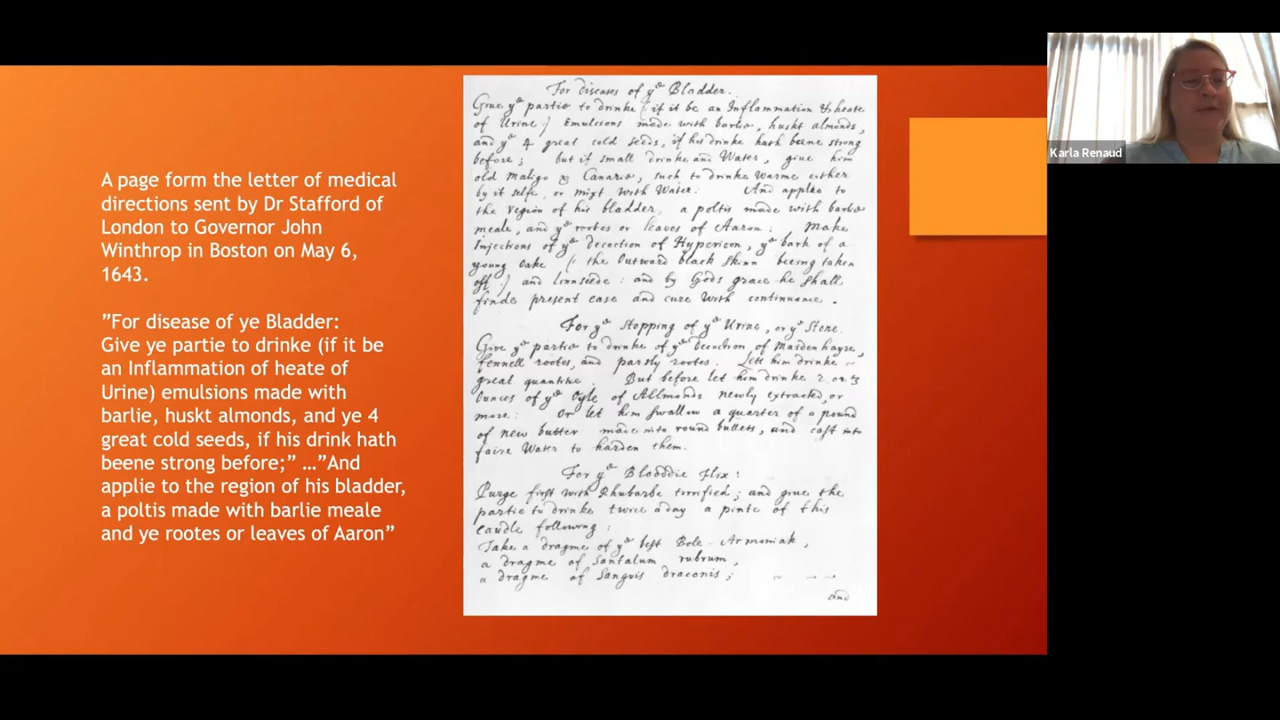 A page form the letter of medical
directions sent by Dr Stafford of
London to Governor John
Winthrop in Boston on May 6,
1643.
”For disease of ye Bladder:
Give ye partie to drinke (if it be
an Inflammation of heate of
Urine) emulsions made with
barlie, huskt almonds, and ye 4
great cold seeds, if his drink hath
beene strong before;” …”And
applie to the region of his bladder,
a poltis made with barlie meale
and ye rootes or leaves of Aaron”
For diseases of yᵉ Bladder.
Giue yᵉ partie to drinke (if it be an Inflammation & heate
of Urine:) Emulsions made with barlie, huskt almonds,
and yᵉ 4 great cold seeds, if his drinke hath beene strong
before; but if small drinke and Water, giue him
old Maligo & Canarie, such to drinke warme either
by it selfe, or mixt with Water: And applie to
the region of his bladder, a poltis made with barlie
meale, and yᵉ rootes or leaves of Aaron: Make
Injections of yᵉ Decoction of Hypericon, yᵉ bark of a
young Oake (: the Outward black skinn beeing taken
off:) and linnseede: and by Gods grace he shall
finde present ease and cure with continuance.
For yᵉ Stopping of yᵉ Urine, or yᵉ Stone.
Giue yᵉ partie to drinke of yᵉ Decoction of Maidenhayre,
fennell rootes, and parsly rootes. Lett him drinke
great quantitie. But before let him drinke 2 or 3
Ounces of yᵉ Oyle of Allmonds newly extracted, or
more: Or let him swallow a quarter of a pound
of new butter made into round bullets, and cast into
faire Water to harden them.
For yᵉ Bloodie flix:
Purge first with Rhubarbe torrified; and giue the
partie to drinke twice a day a pinte of this
caudle following:
Take a dragme of yᵉ best Bole-Armoniak,
a dragme of Santalum rubrum,
a dragme of Sanguis draconis;
and
Karla Renaud